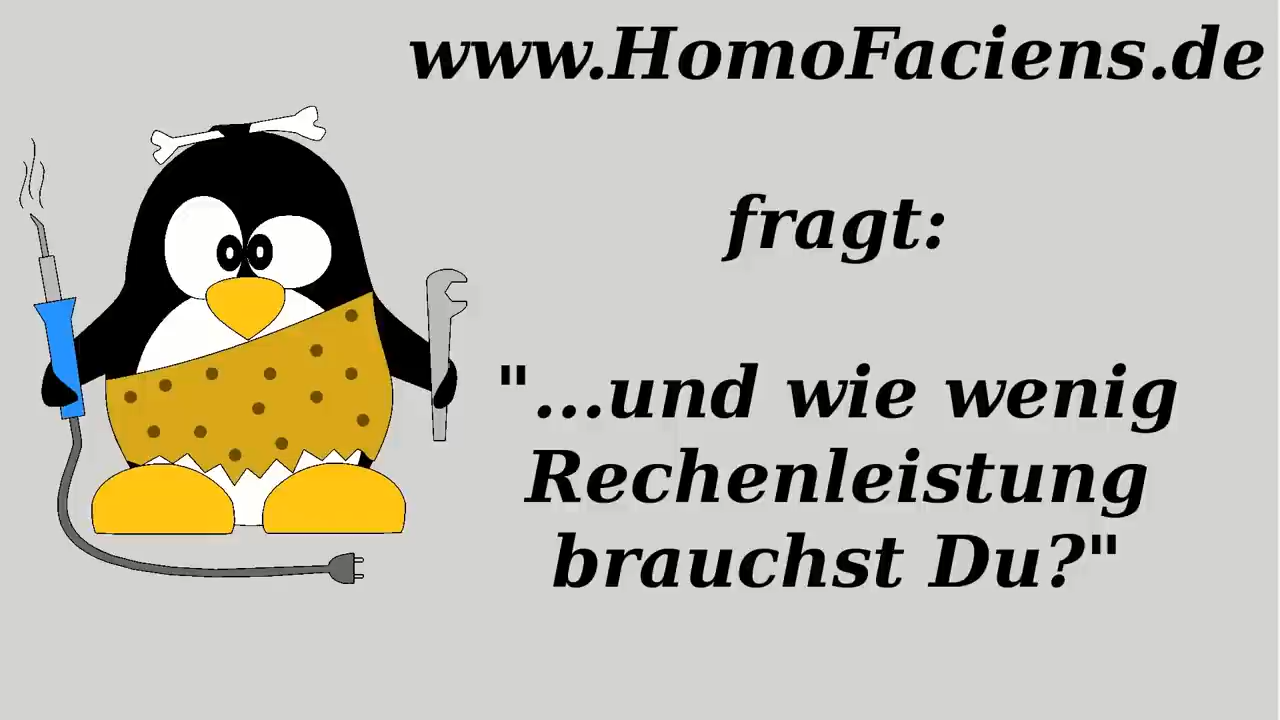 www.HomoFaciens.de
fragt:
"...und wie wenig
Rechenleistung
brauchst Du?"